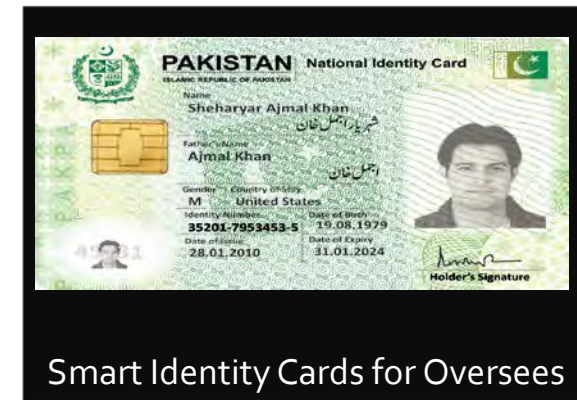 PAKISTAN National Identity Card
ISLAMIC REPUBLIC OF PAKISTAN
Name
Sheharyar Ajmal Khan
شہریار اجمل خان
Father's Name
Ajmal Khan
اجمل خان
Gender Country of Stay
M United States
Identity Number Date of Birth
35201-7953453-5 19.08.1979
Date of Issue Date of Expiry
28.01.2010 31.01.2024
Holder's Signature
Smart Identity Cards for Oversees